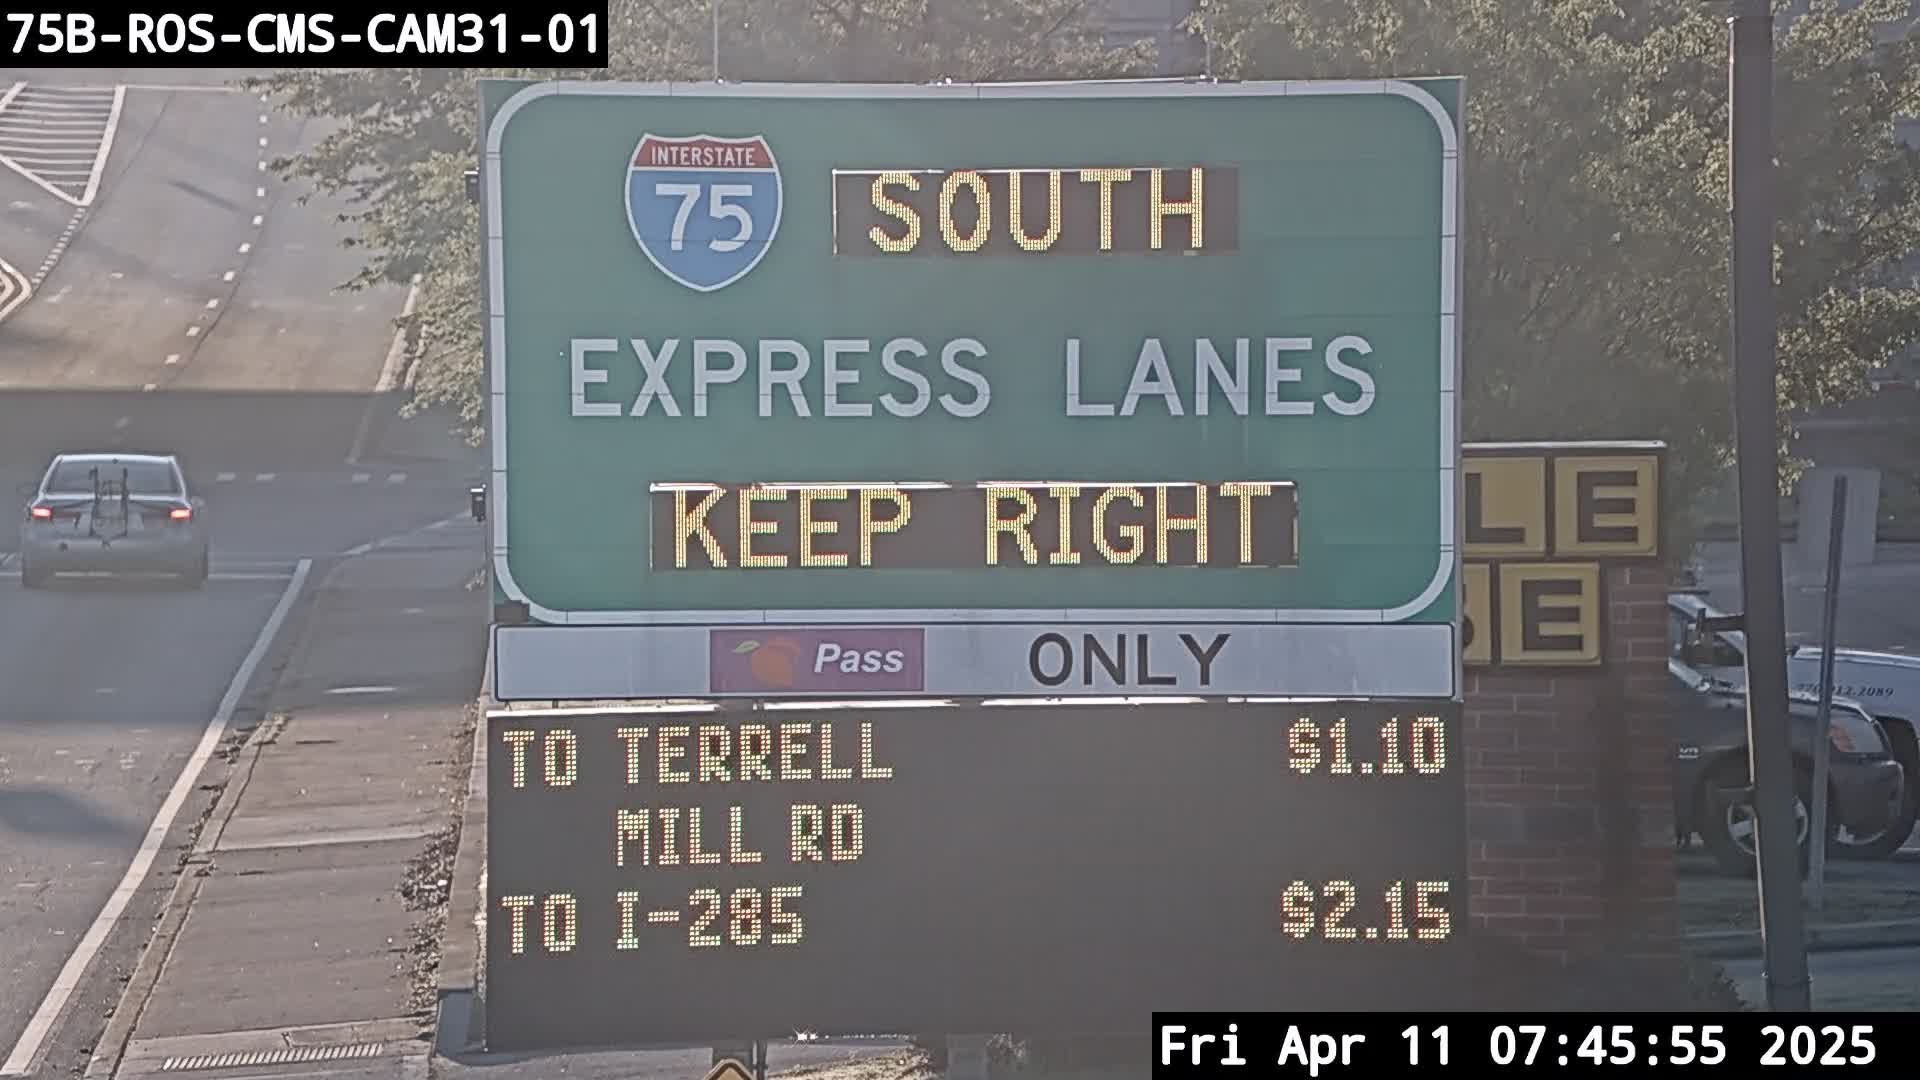 75B-ROS-CMS-CAM31-01
INTERSTATE
75
SOUTH
EXPRESS LANES
KEEP RIGHT
Pass ONLY
TO TERRELL $1.10
MILL RD
TO I-285 $2.15
LE
E
Fri Apr 11 07:45:55 2025